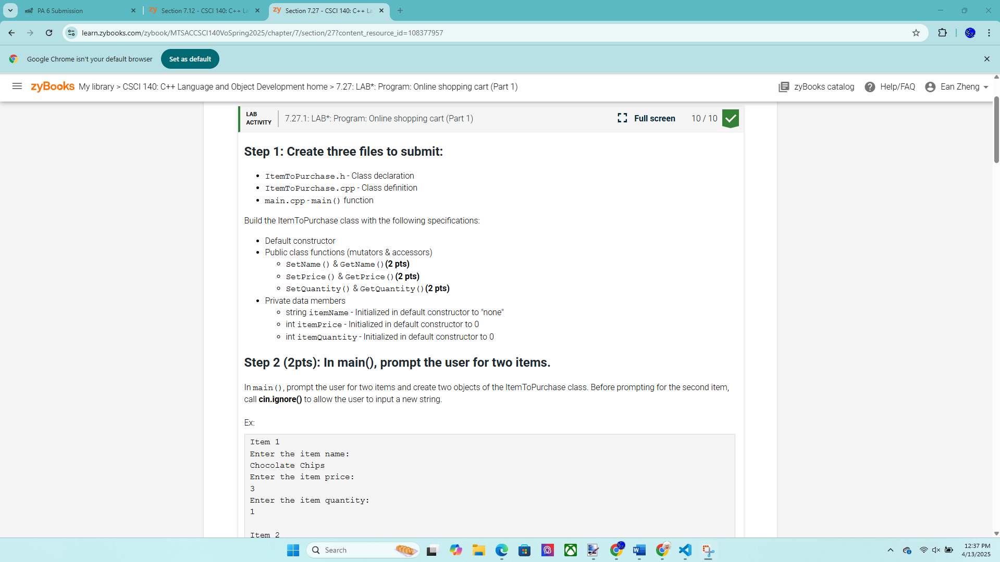 PA 6 Submission
Section 7.12 - CSCI 140: C++ La
Section 7.27 - CSCI 140: C++ La
learn.zybooks.com/zybook/MTSACCSCI140VoSpring2025/chapter/7/section/27?content_resource_id=108377957
Google Chrome isn't your default browser
Set as default
zyBooks My library > CSCI 140: C++ Language and Object Development home > 7.27: LAB*: Program: Online shopping cart (Part 1)
zyBooks catalog
Help/FAQ
Ean Zheng
LAB
ACTIVITY
7.27.1: LAB*: Program: Online shopping cart (Part 1)
Full screen
10 / 10
Step 1: Create three files to submit:
• ItemToPurchase.h - Class declaration
• ItemToPurchase.cpp - Class definition
• main.cpp - main() function
Build the ItemToPurchase class with the following specifications:
• Default constructor
• Public class functions (mutators & accessors)
◦ SetName() & GetName() (2 pts)
◦ SetPrice() & GetPrice() (2 pts)
◦ SetQuantity() & GetQuantity() (2 pts)
• Private data members
◦ string itemName - Initialized in default constructor to "none"
◦ int itemPrice - Initialized in default constructor to 0
◦ int itemQuantity - Initialized in default constructor to 0
Step 2 (2pts): In main(), prompt the user for two items.
In main(), prompt the user for two items and create two objects of the ItemToPurchase class. Before prompting for the second item,
call cin.ignore() to allow the user to input a new string.
Ex:
Item 1
Enter the item name:
Chocolate Chips
Enter the item price:
3
Enter the item quantity:
1
Item 2
Search
12:37 PM
4/13/2025